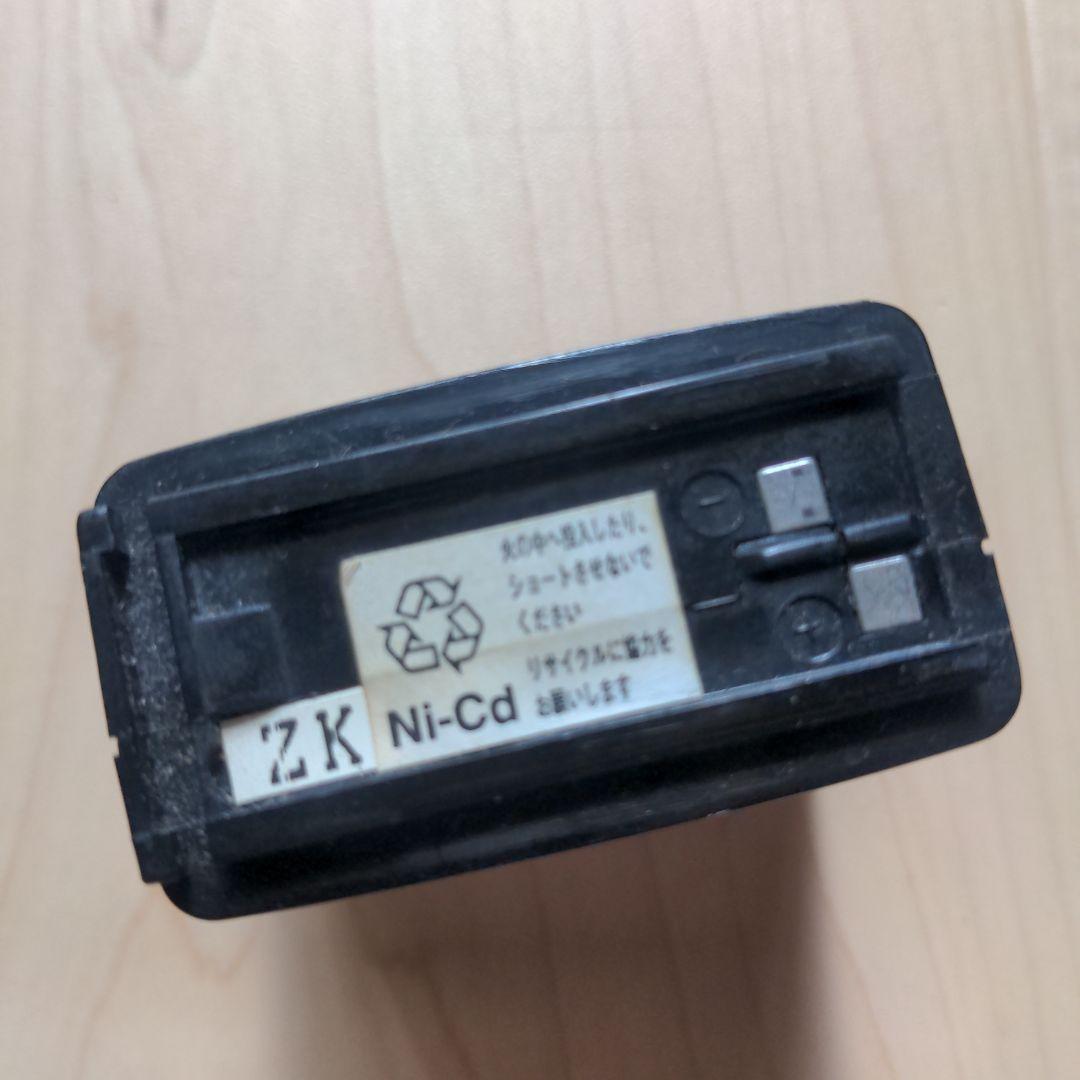 火の中へ投入したり、
ショートさせないで
ください
リサイクルに協力を
お願いします
Ni-Cd
ZK
−
+